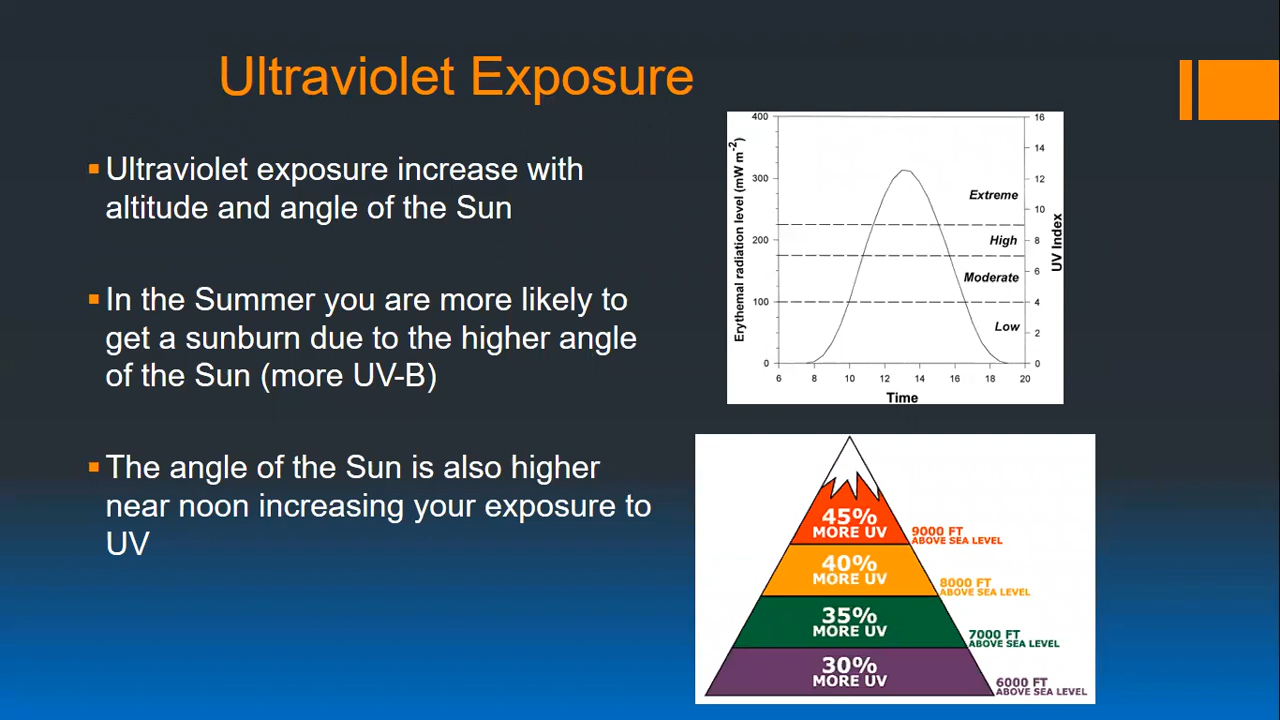 Ultraviolet Exposure
Ultraviolet exposure increase with
altitude and angle of the Sun
In the Summer you are more likely to
get a sunburn due to the higher angle
of the Sun (more UV-B)
The angle of the Sun is also higher
near noon increasing your exposure to
UV
Erythemal radiation level (mW m-2)
400
300
200
100
0
16
14
12
10
8
6
4
2
0
UV Index
Extreme
High
Moderate
Low
6 8 10 12 14 16 18 20
Time
45%
MORE UV
9000 FT
ABOVE SEA LEVEL
40%
MORE UV
8000 FT
ABOVE SEA LEVEL
35%
MORE UV
7000 FT
ABOVE SEA LEVEL
30%
MORE UV
6000 FT
ABOVE SEA LEVEL